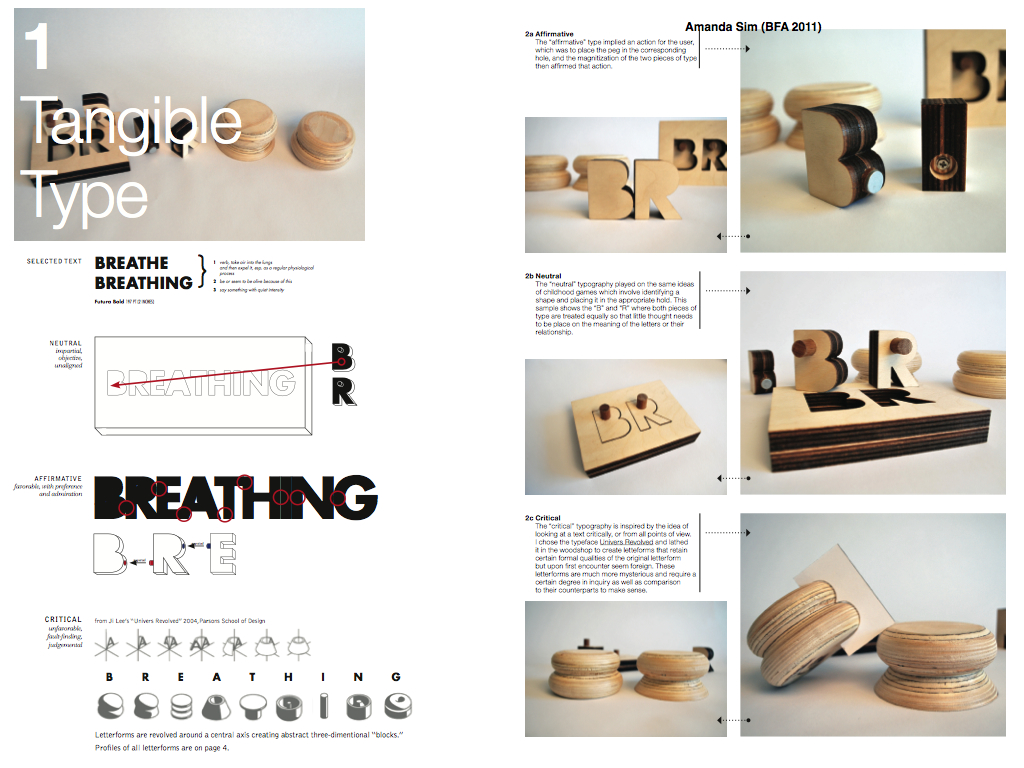 1
Tangible
Type
SELECTED TEXT
BREATHE
BREATHING
}
1 verb, take air into the lungs
and then expel it, esp. as a regular physiological
process
2 be or seem to be alive because of this
3 say something with quiet intensity
Futura Bold 197 PT (2 INCHES)
NEUTRAL
impartial,
objective,
unaligned
BREATHING
B
R
AFFIRMATIVE
favorable, with preference
and admiration
BREATHING
B R E
CRITICAL
unfavorable,
fault-finding,
judgemental
from Ji Lee's "Univers Revolved" 2004, Parsons School of Design
B R E A T H I N G
Letterforms are revolved around a central axis creating abstract three-dimentional "blocks."
Profiles of all letterforms are on page 4.
Amanda Sim (BFA 2011)
2a Affirmative
The "affirmative" type implied an action for the user,
which was to place the peg in the corresponding
hole, and the magnitization of the two pieces of type
then affirmed that action.
BR
BR
B
BR
2b Neutral
The "neutral" typography played on the same ideas
of childhood games which involve identifying a
shape and placing it in the appropriate hold. This
sample shows the "B" and "R" where both pieces of
type are treated equally so that little thought needs
to be place on the meaning of the letters or their
relationship.
BR
BR
BR
2c Critical
The "critical" typography is inspired by the idea of
looking at a text critically, or from all points of view.
I chose the typeface Univers Revolved and lathed
it in the woodshop to create letteforms that retain
certain formal qualities of the original letterform
but upon first encounter seem foreign. These
letterforms are much more mysterious and require a
certain degree in inquiry as well as comparison
to their counterparts to make sense.